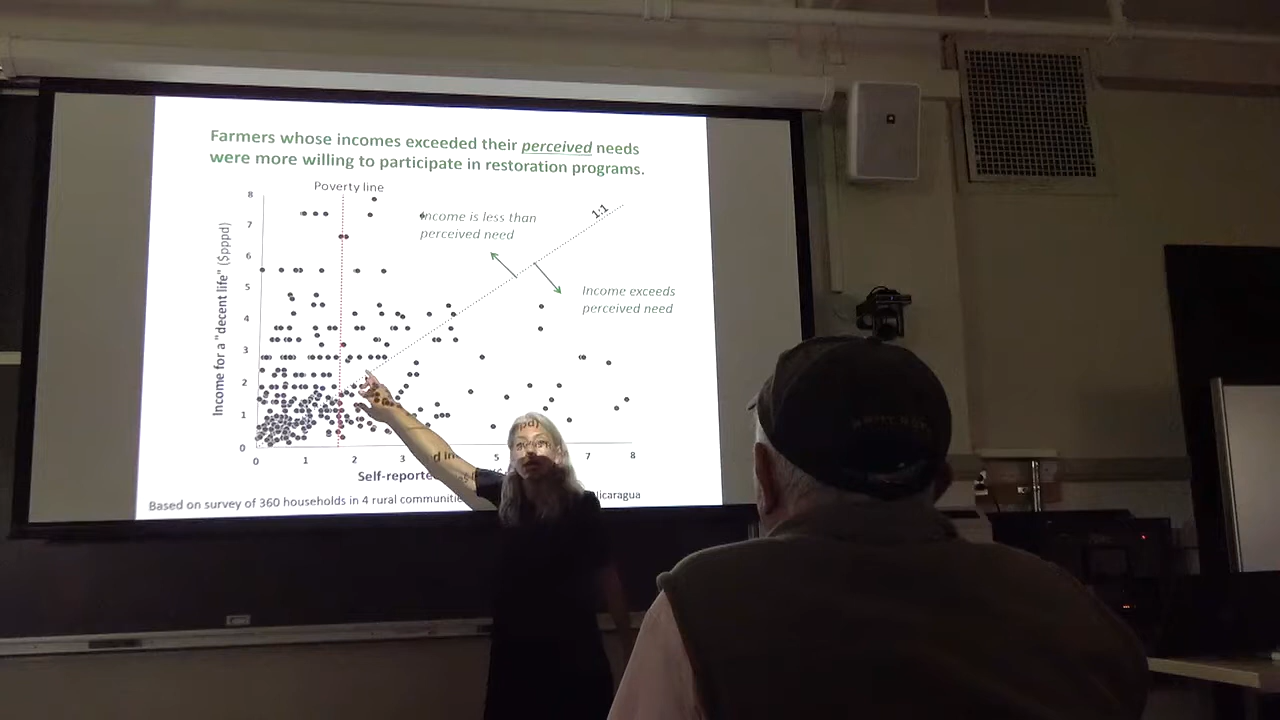 Farmers whose incomes exceeded their perceived needs
were more willing to participate in restoration programs.
Poverty line
8
7
6
5
4
3
2
1
0
Income for a "decent life" ($pppd)
Income is less than
perceived need
1:1
Income exceeds
perceived need
0 1 2 3 5 7 8
Self-reported
pd)
Based on survey of 360 households in 4 rural communitie
Nicaragua